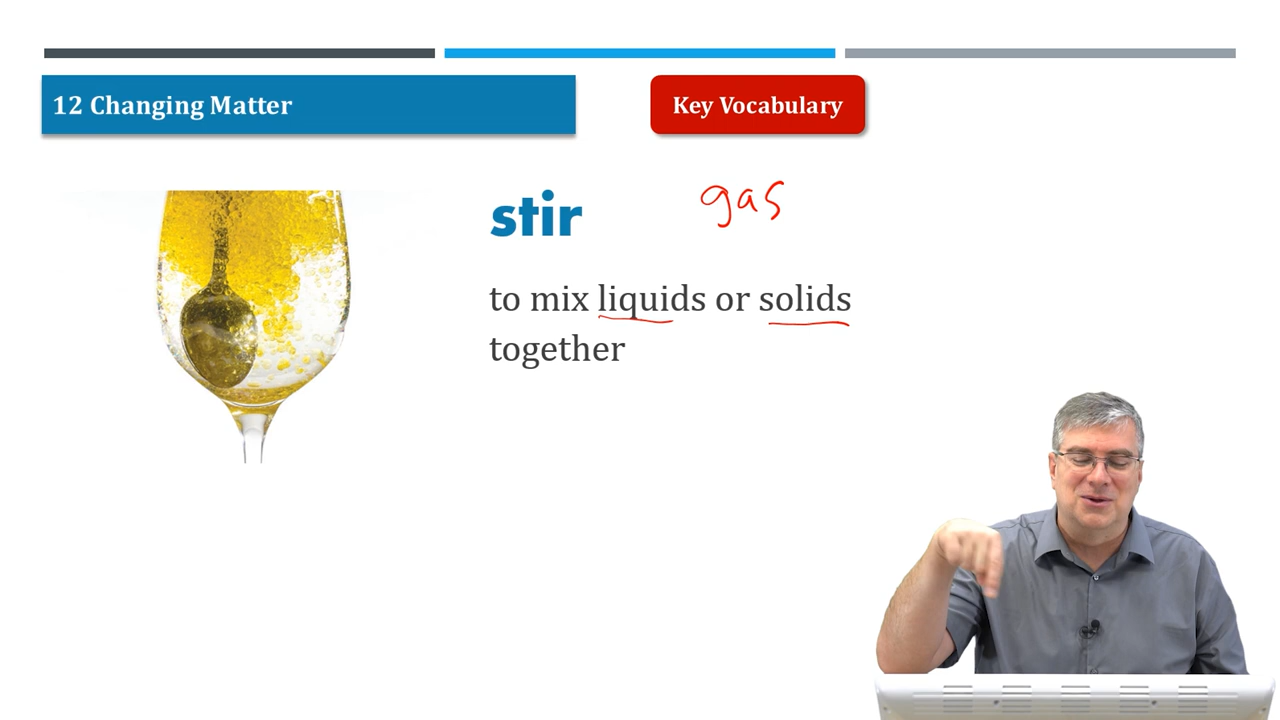 12 Changing Matter
Key Vocabulary
stir
gas
to mix liquids or solids
together